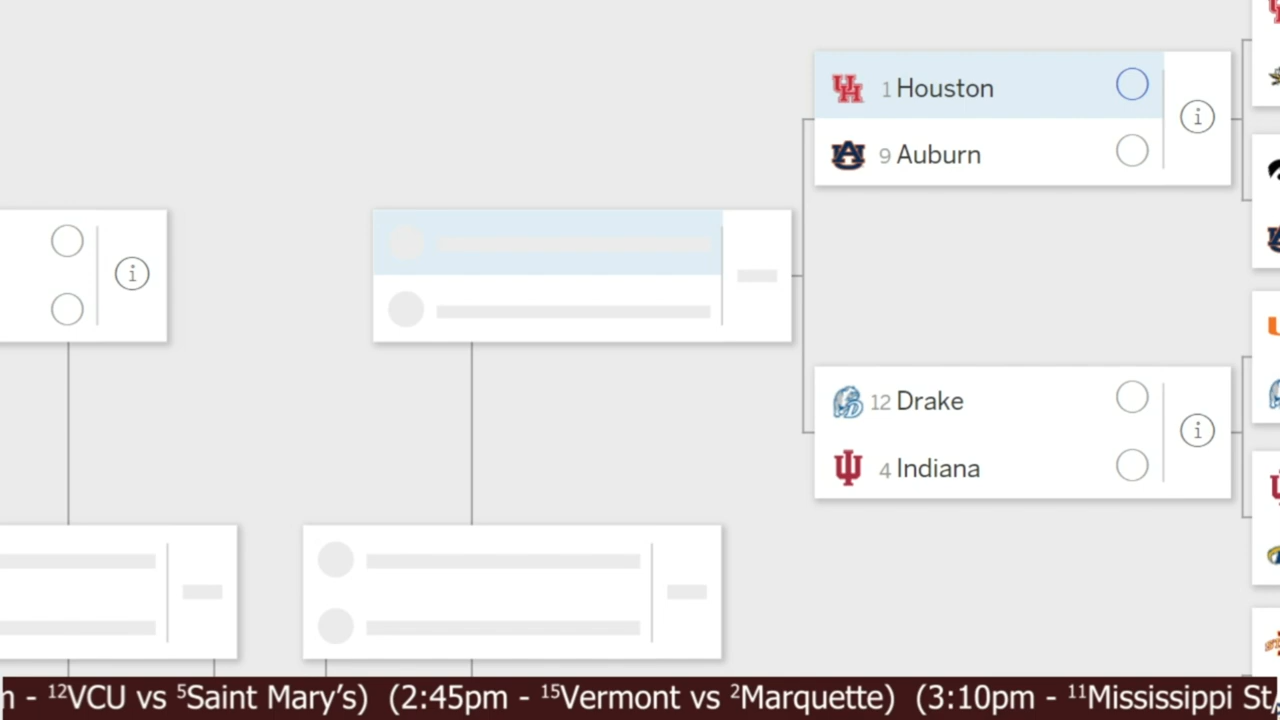 1 Houston
9 Auburn
12 Drake
4 Indiana
- ¹²VCU vs ⁵Saint Mary's) (2:45pm - ¹⁵Vermont vs ²Marquette) (3:10pm - ¹¹Mississippi St/